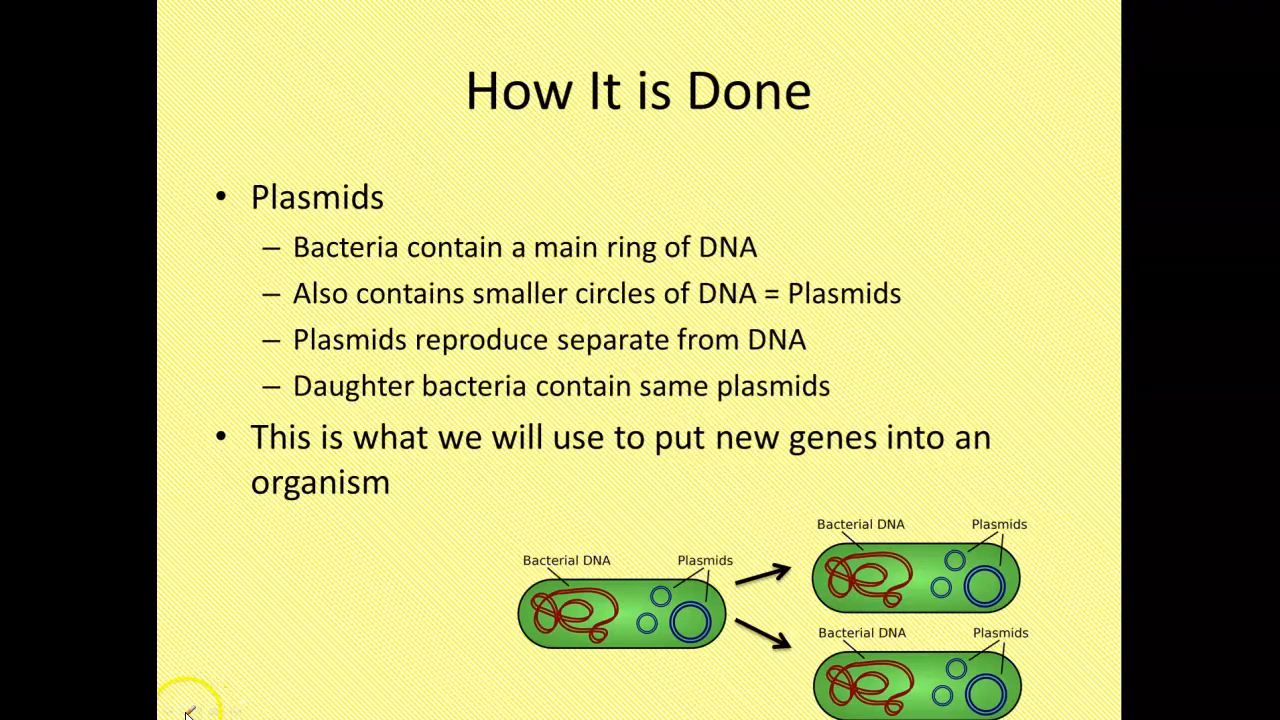 How It is Done
• Plasmids
– Bacteria contain a main ring of DNA
– Also contains smaller circles of DNA = Plasmids
– Plasmids reproduce separate from DNA
– Daughter bacteria contain same plasmids
• This is what we will use to put new genes into an
organism
Bacterial DNA Plasmids
Bacterial DNA Plasmids
Bacterial DNA Plasmids